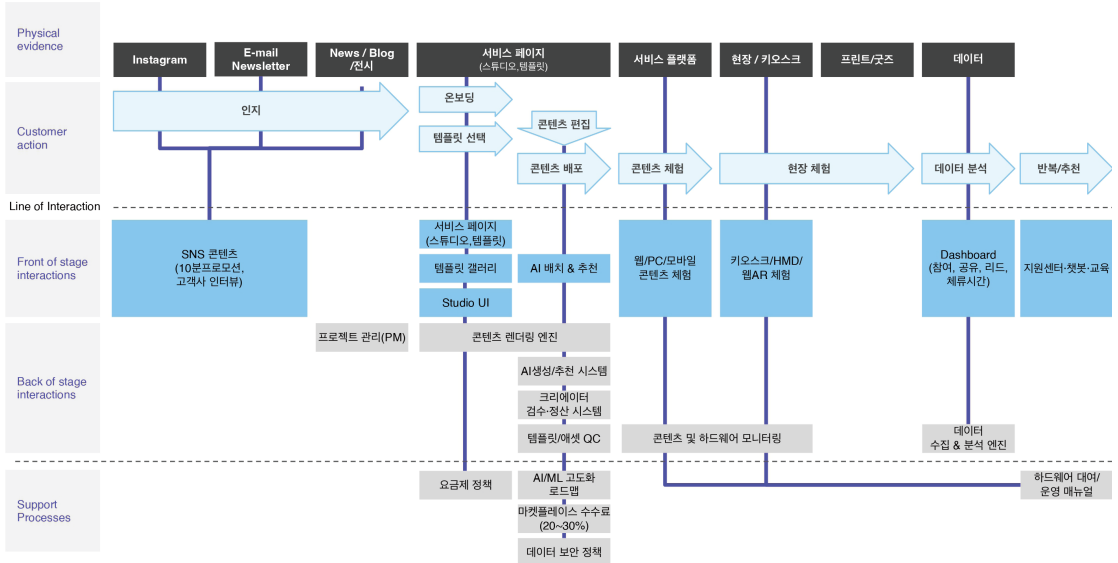 Physical
evidence
Instagram
E-mail
Newsletter
News / Blog
/전시
서비스 페이지
(스튜디오,템플릿)
서비스 플랫폼
현장 / 키오스크
프린트/굿즈
데이터
Customer
action
인지
온보딩
템플릿 선택
콘텐츠 편집
콘텐츠 배포
콘텐츠 체험
현장 체험
데이터 분석
반복/추천
Line of Interaction
Front of stage
interactions
SNS 콘텐츠
(10분프로모션,
고객사 인터뷰)
서비스 페이지
(스튜디오,템플릿)
템플릿 갤러리
Studio UI
AI 배치 & 추천
웹/PC/모바일
콘텐츠 체험
키오스크/HMD/
웹AR 체험
Dashboard
(참여, 공유, 리드,
체류시간)
지원센터·챗봇·교육
Back of stage
interactions
프로젝트 관리(PM)
콘텐츠 렌더링 엔진
AI생성/추천 시스템
크리에이터
검수·정산 시스템
템플릿/애셋 QC
콘텐츠 및 하드웨어 모니터링
데이터
수집 & 분석 엔진
Support
Processes
요금제 정책
AI/ML 고도화
로드맵
마켓플레이스 수수료
(20~30%)
데이터 보안 정책
하드웨어 대여/
운영 매뉴얼